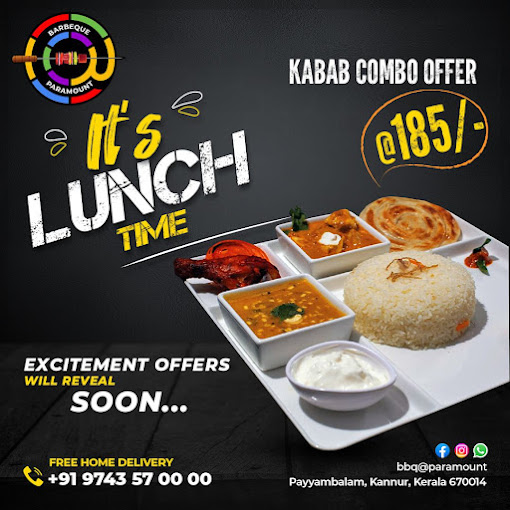 BARBEQUE
PARAMOUNT
It's
LUNCH
TIME
KABAB COMBO OFFER
@185/-
EXCITEMENT OFFERS
WILL REVEAL
SOON...
FREE HOME DELIVERY
+91 9743 57 00 00
bbq@paramount
Payyambalam, Kannur, Kerala 670014